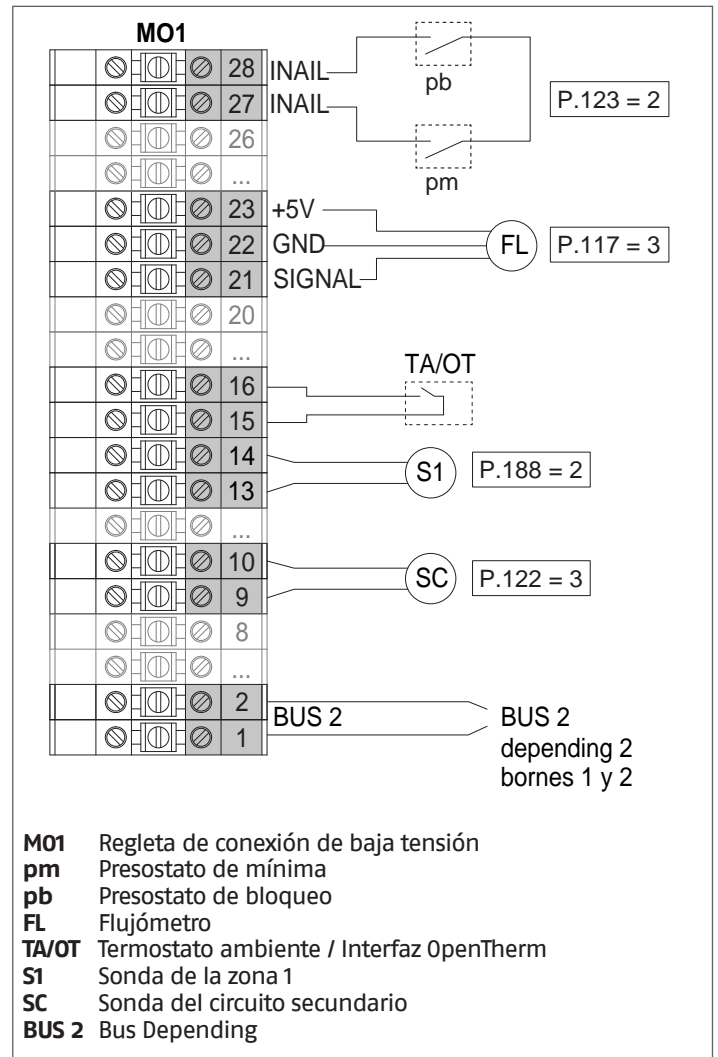 MO1
28 INAIL
pb
27 INAIL
P.123 = 2
26
pm
...
23 +5V
22 GND
FL
P.117 = 3
21 SIGNAL
20
...
TA/OT
16
15
14
S1
P.188 = 2
13
...
10
SC
P.122 = 3
9
8
...
2
BUS 2
BUS 2
1
depending 2
bornes 1 y 2
M01 Regleta de conexión de baja tensión
pm Presostato de mínima
pb Presostato de bloqueo
FL Flujómetro
TA/OT Termostato ambiente / Interfaz OpenTherm
S1 Sonda de la zona 1
SC Sonda del circuito secundario
BUS 2 Bus Depending